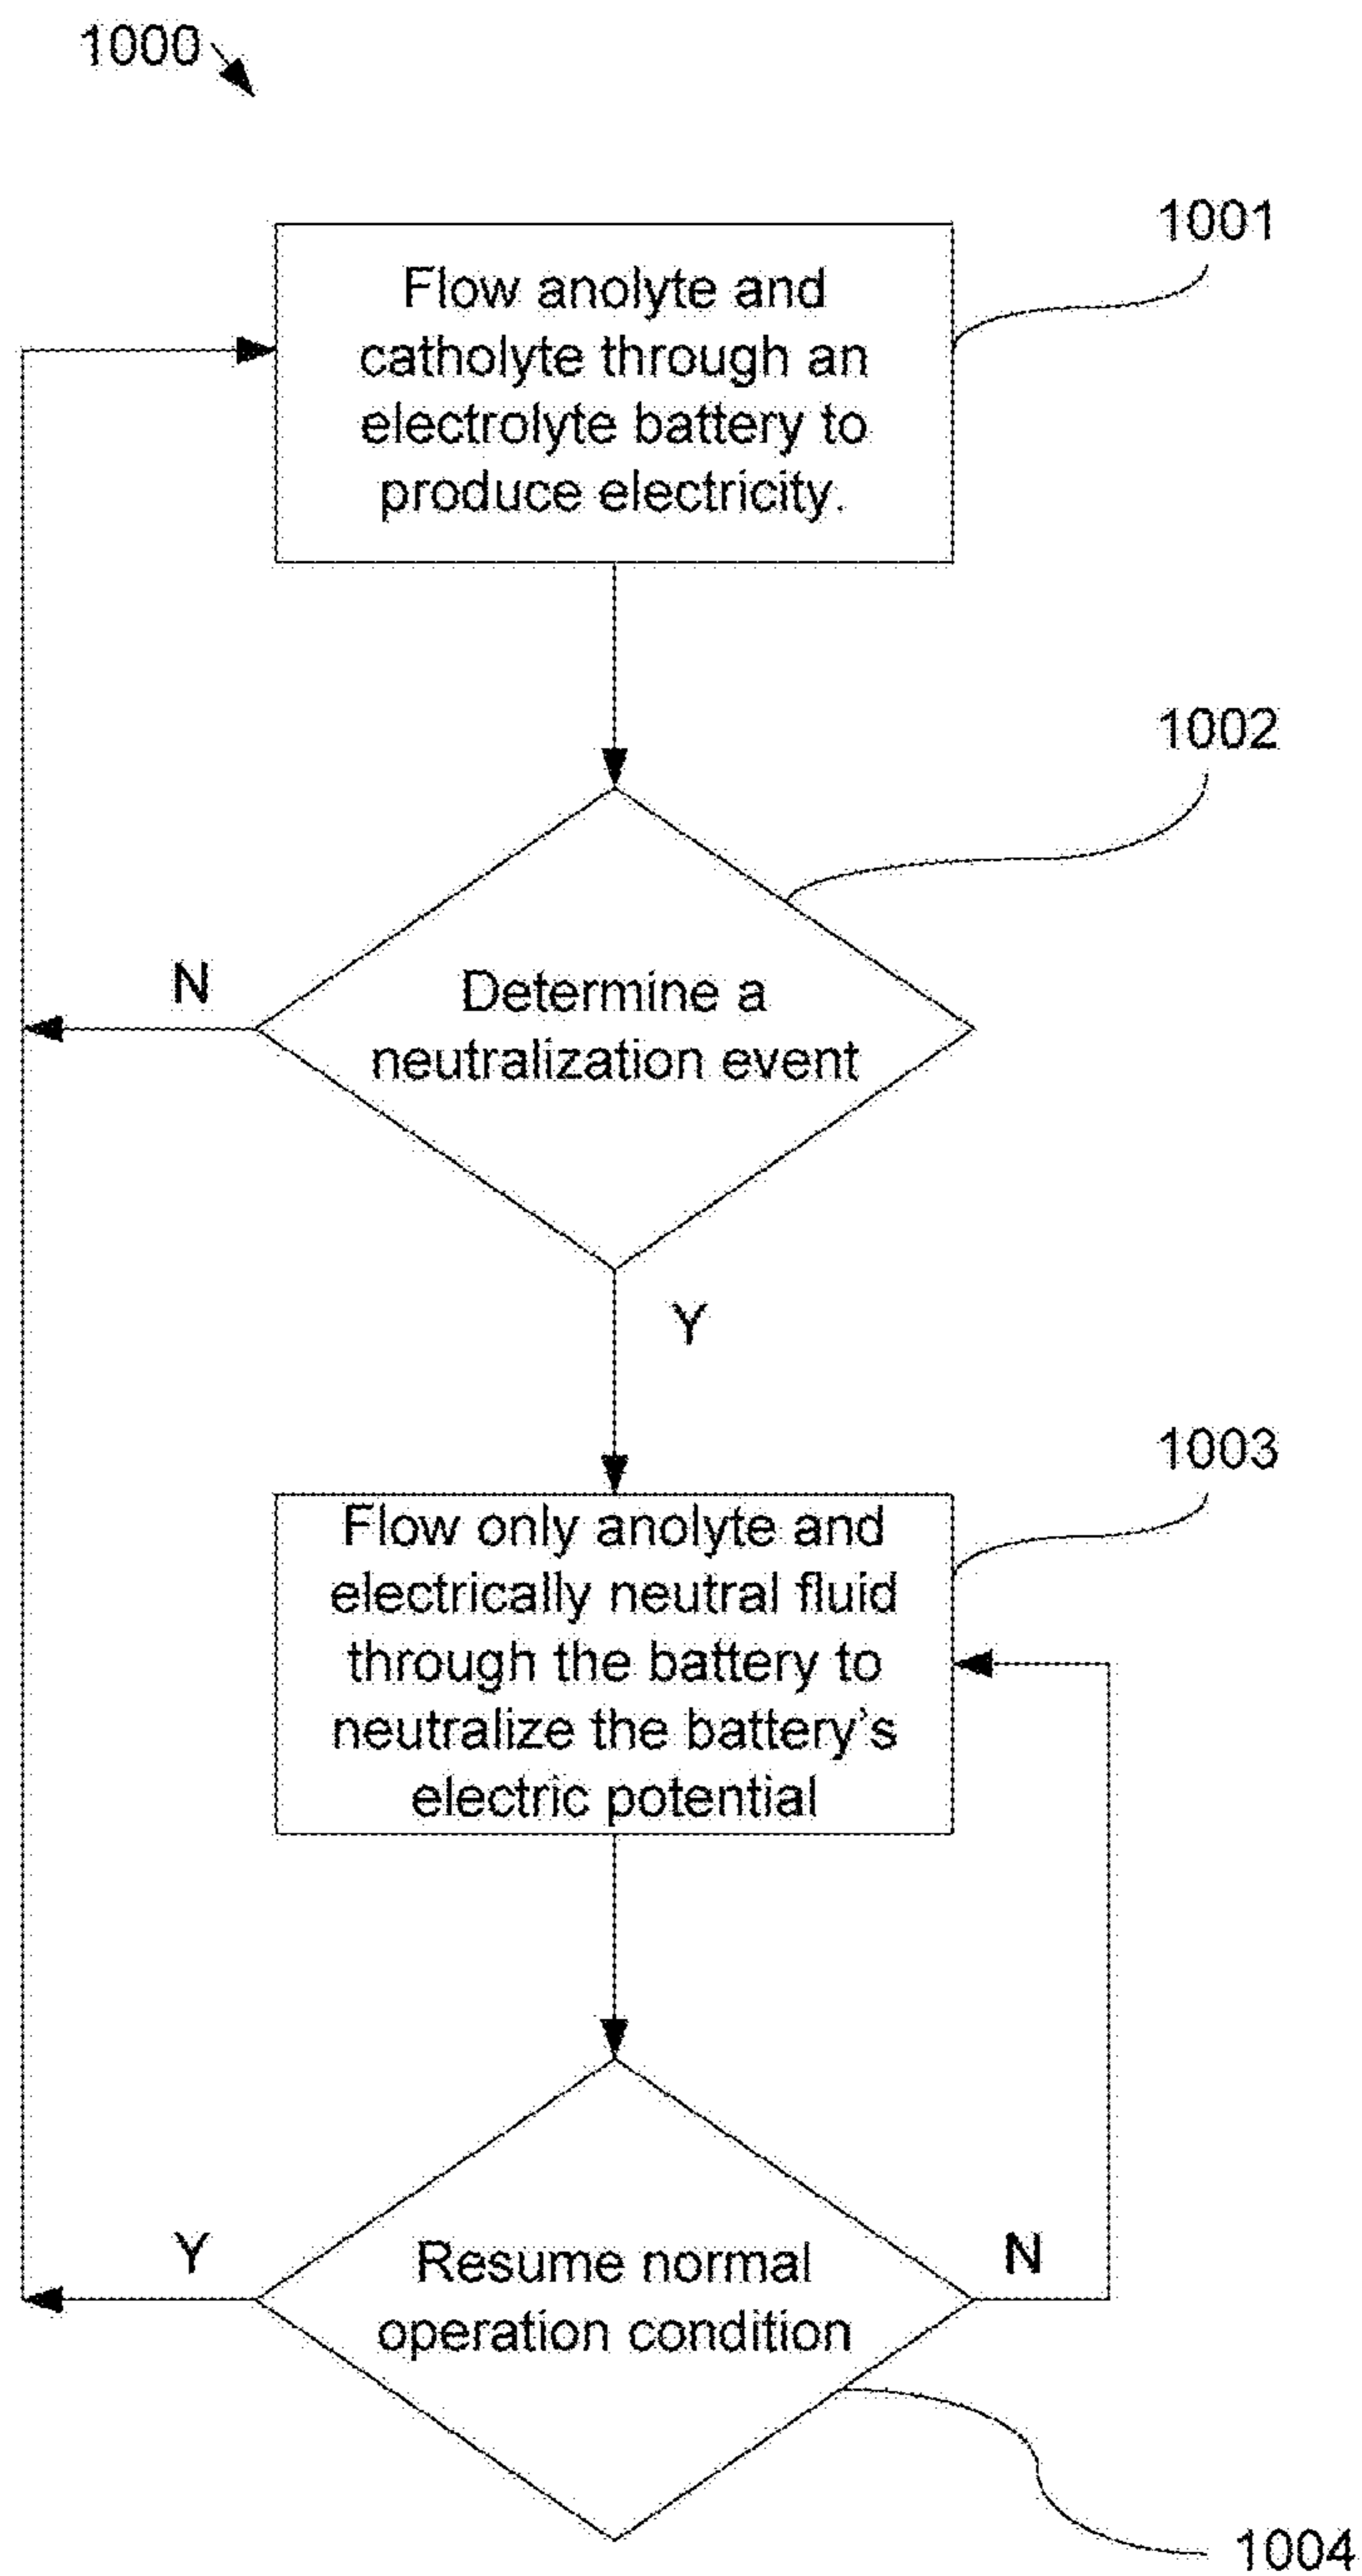 1000
1001
Flow anolyte and
catholyte through an
electrolyte battery to
produce electricity.
1002
N
Determine a
neutralization event
Y
1003
Flow only anolyte and
electrically neutral fluid
through the battery to
neutralize the battery's
electric potential
Y
N
Resume normal
operation condition
1004